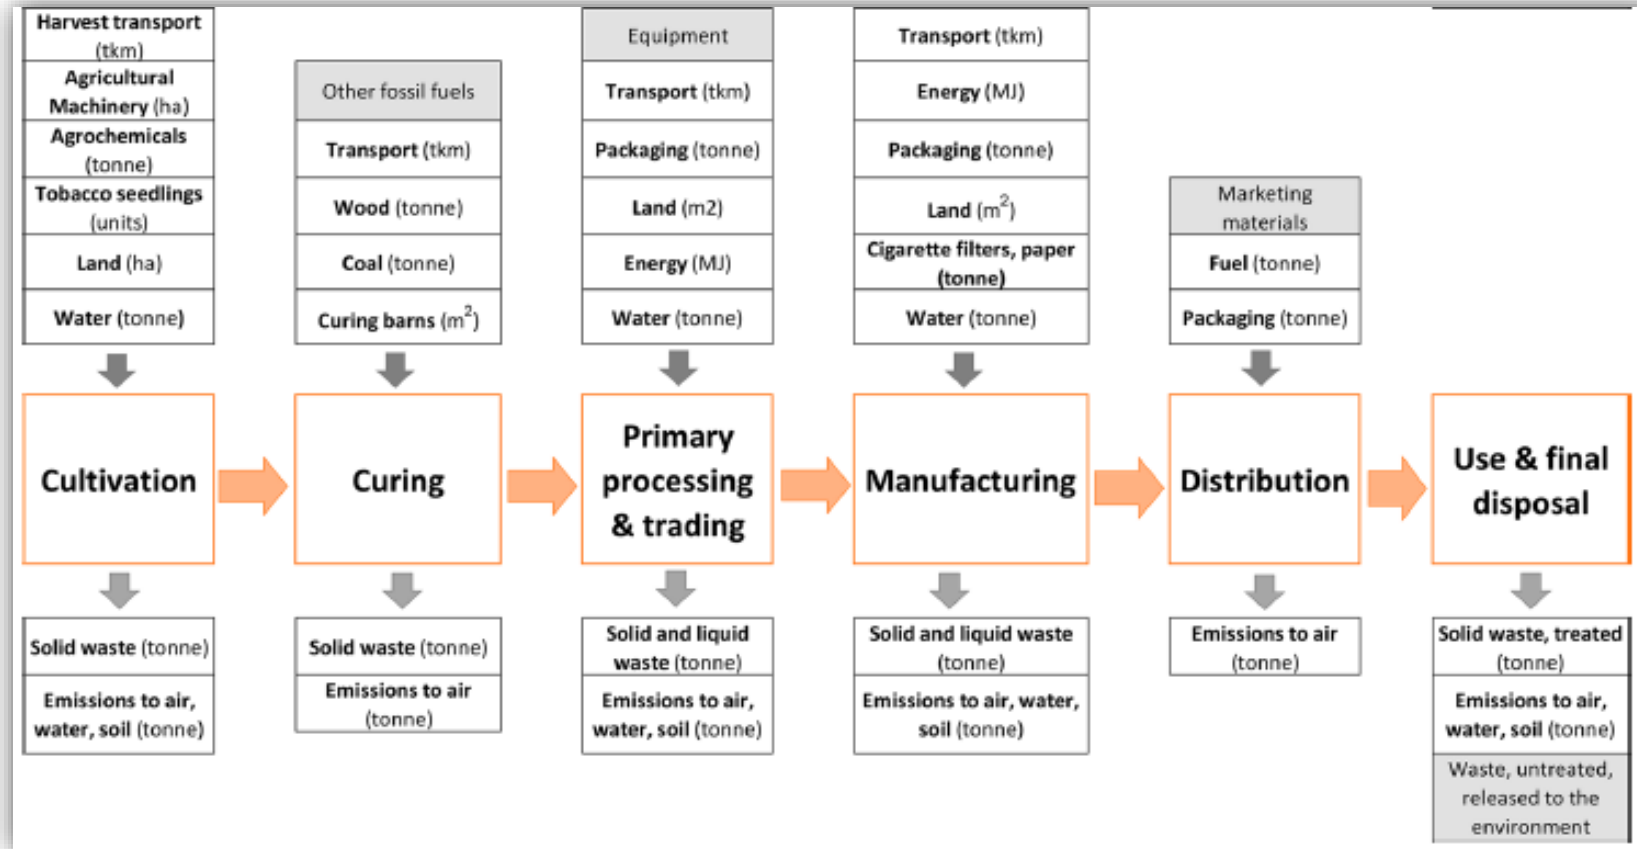 Harvest transport
(tkm)
Agricultural
Machinery (ha)
Agrochemicals
(tonne)
Tobacco seedlings
(units)
Land (ha)
Water (tonne)
Other fossil fuels
Transport (tkm)
Wood (tonne)
Coal (tonne)
Curing barns (m²)
Equipment
Transport (tkm)
Packaging (tonne)
Land (m2)
Energy (MJ)
Water (tonne)
Transport (tkm)
Energy (MJ)
Packaging (tonne)
Land (m²)
Cigarette filters, paper
(tonne)
Water (tonne)
Marketing
materials
Fuel (tonne)
Packaging (tonne)
Cultivation
Curing
Primary
processing
& trading
Manufacturing
Distribution
Use & final
disposal
Solid waste (tonne)
Emissions to air,
water, soil (tonne)
Solid waste (tonne)
Emissions to air
(tonne)
Solid and liquid
waste (tonne)
Emissions to air,
water, soil (tonne)
Solid and liquid waste
(tonne)
Emissions to air, water,
soil (tonne)
Emissions to air
(tonne)
Solid waste, treated
(tonne)
Emissions to air,
water, soil (tonne)
Waste, untreated,
released to the
environment